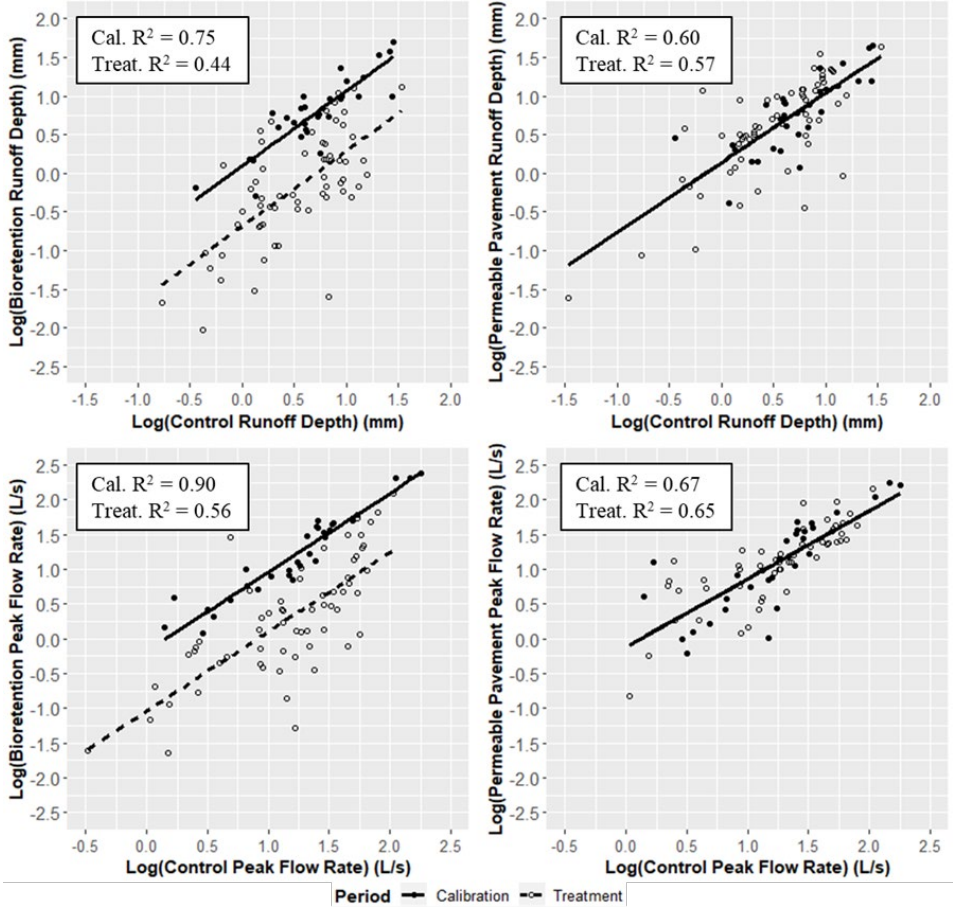 Log(Bioretention Runoff Depth) (mm)
2.0
1.5
1.0
0.5
0.0
-0.5
-1.0
-1.5
-2.0
-2.5
Cal. R² = 0.75
Treat. R² = 0.44
-1.5 -1.0 -0.5 0.0 0.5 1.0 1.5 2.0
Log(Control Runoff Depth) (mm)
Log(Permeable Pavement Runoff Depth) (mm)
2.0
1.5
1.0
0.5
0.0
-0.5
-1.0
-1.5
-2.0
-2.5
Cal. R² = 0.60
Treat. R² = 0.57
-1.5 -1.0 -0.5 0.0 0.5 1.0 1.5 2.0
Log(Control Runoff Depth) (mm)
Log(Bioretention Peak Flow Rate) (L/s)
2.5
2.0
1.5
1.0
0.5
0.0
-0.5
-1.0
-1.5
-2.0
-2.5
Cal. R² = 0.90
Treat. R² = 0.56
-0.5 0.0 0.5 1.0 1.5 2.0 2.5
Log(Control Peak Flow Rate) (L/s)
Log(Permeable Pavement Peak Flow Rate) (L/s)
2.5
2.0
1.5
1.0
0.5
0.0
-0.5
-1.0
-1.5
-2.0
-2.5
Cal. R² = 0.67
Treat. R² = 0.65
-0.5 0.0 0.5 1.0 1.5 2.0 2.5
Log(Control Peak Flow Rate) (L/s)
Period Calibration Treatment